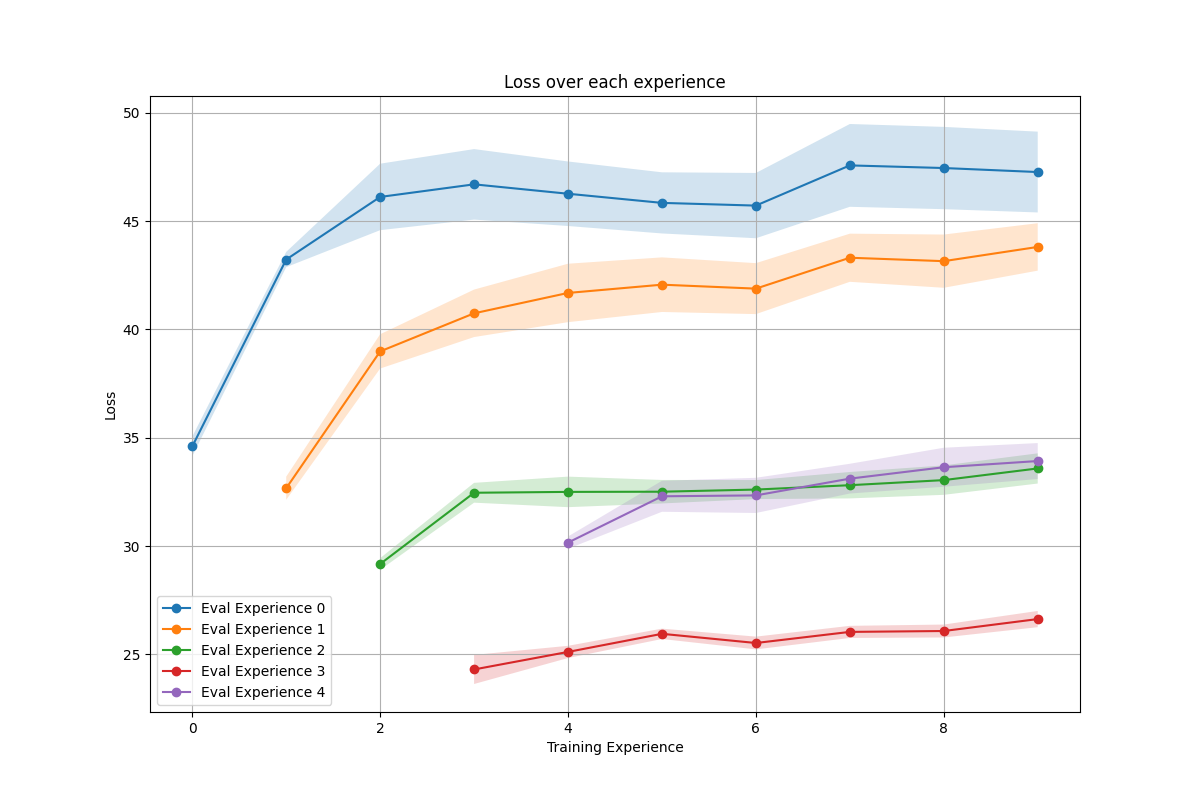 Loss over each experience
50
45
40
35
30
25
Loss
Eval Experience 0
Eval Experience 1
Eval Experience 2
Eval Experience 3
Eval Experience 4
0 2 4 6 8
Training Experience